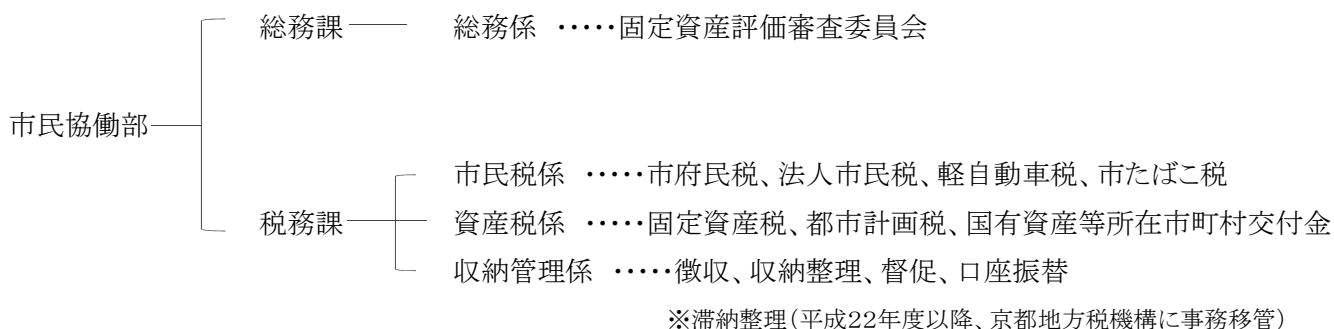 総務課 総務係 ・・・・・固定資産評価審査委員会
市民協働部
市民税係 ・・・・・市府民税、法人市民税、軽自動車税、市たばこ税
税務課 資産税係 ・・・・・固定資産税、都市計画税、国有資産等所在市町村交付金
収納管理係 ・・・・・徴収、収納整理、督促、口座振替
※滞納整理(平成22年度以降、京都地方税機構に事務移管)